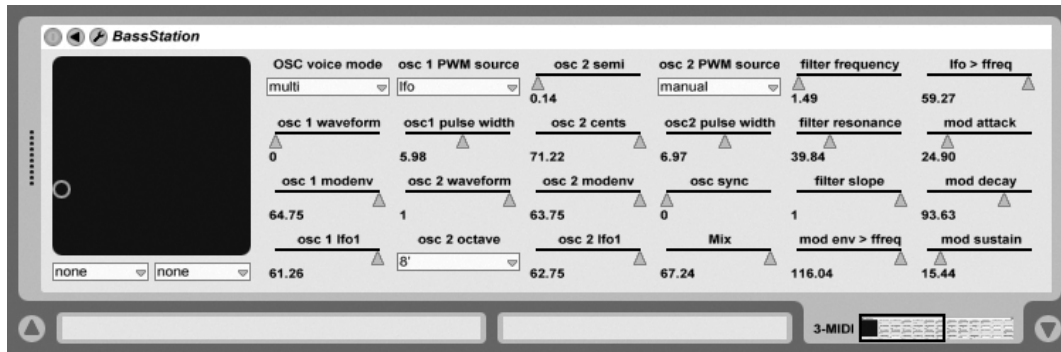 BassStation
OSC voice mode osc 1 PWM source osc 2 semi osc 2 PWM source filter frequency lfo > ffreq
multi lfo 0.14 manual 1.49 59.27
osc 1 waveform osc1 pulse width osc 2 cents osc2 pulse width filter resonance mod attack
0 5.98 71.22 6.97 39.84 24.90
osc 1 modenv osc 2 waveform osc 2 modenv osc sync filter slope mod decay
64.75 1 63.75 0 1 93.63
osc 1 lfo1 osc 2 octave osc 2 lfo1 Mix mod env > ffreq mod sustain
none none 61.26 8' 62.75 67.24 116.04 15.44
3-MIDI